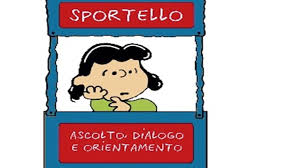 SPORTELLO
ASCOLTO, DIALOGO
E ORIENTAMENTO